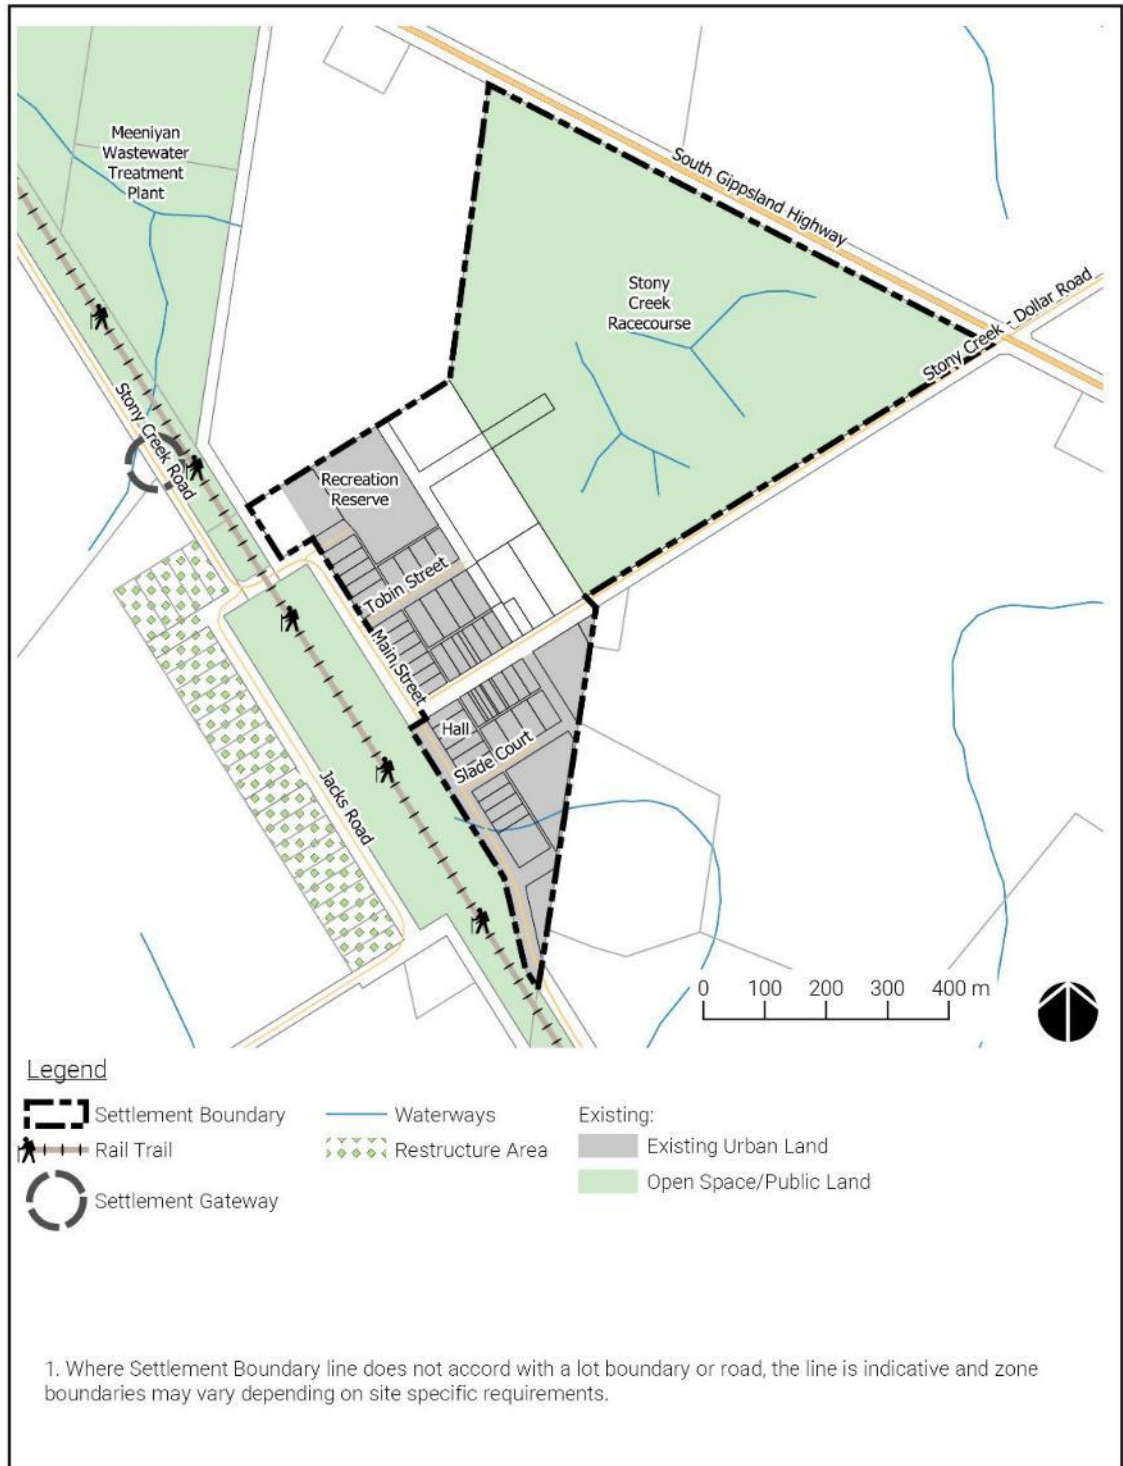 Meeniyan
Wastewater
Treatment
Plant
South Gippsland Highway
Stony
Creek
Racecourse
Stony Creek - Dollar Road
Stony Creek Road
Recreation
Reserve
Tobin Street
Main Street
Hall
Slade Court
Jacks Road
0 100 200 300 400 m
Legend
Settlement Boundary
Rail Trail
Settlement Gateway
Waterways
Restructure Area
Existing:
Existing Urban Land
Open Space/Public Land
1. Where Settlement Boundary line does not accord with a lot boundary or road, the line is indicative and zone
boundaries may vary depending on site specific requirements.